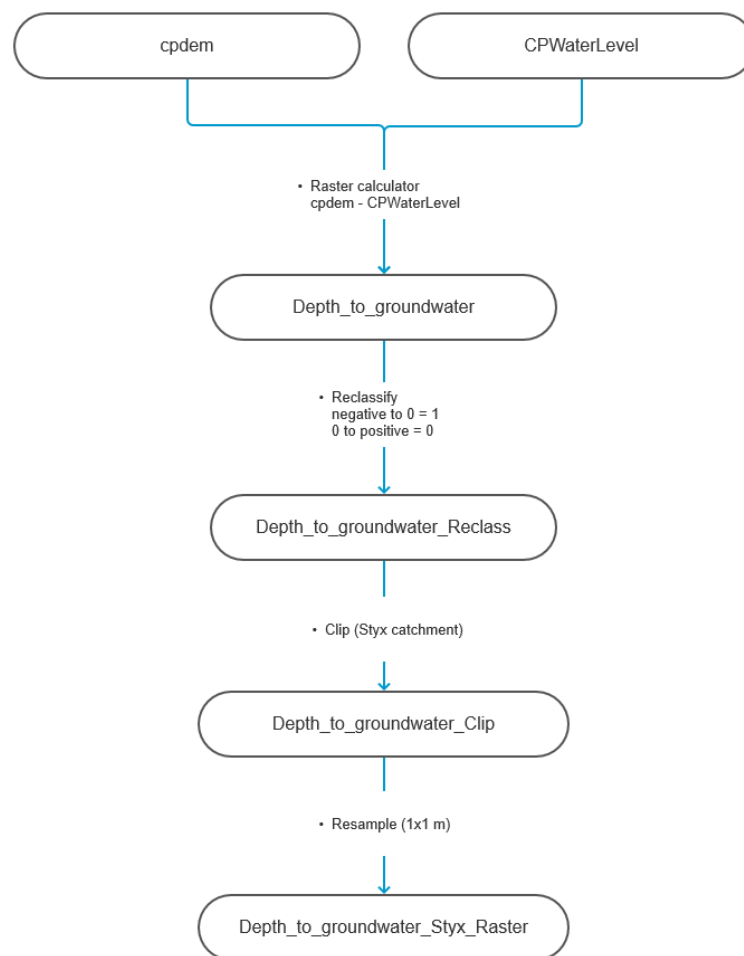 cpdem
CPWaterLevel
• Raster calculator
cpdem - CPWaterLevel
Depth_to_groundwater
• Reclassify
negative to 0 = 1
0 to positive = 0
Depth_to_groundwater_Reclass
• Clip (Styx catchment)
Depth_to_groundwater_Clip
• Resample (1x1 m)
Depth_to_groundwater_Styx_Raster